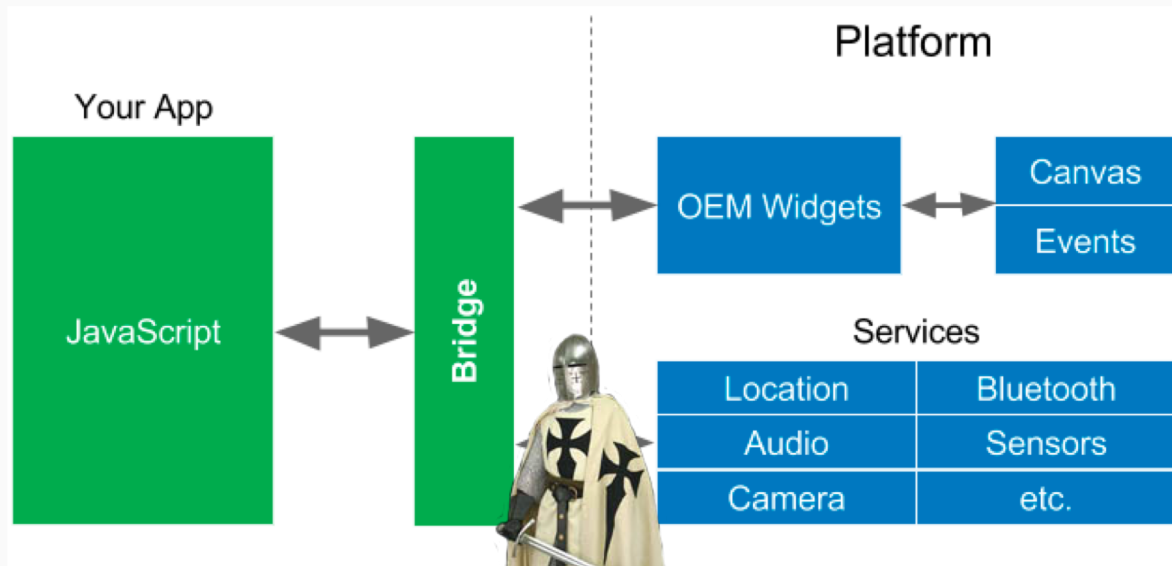 Platform
Your App
JavaScript
Bridge
OEM Widgets
Canvas
Events
Services
Location
Bluetooth
Audio
Sensors
Camera
etc.